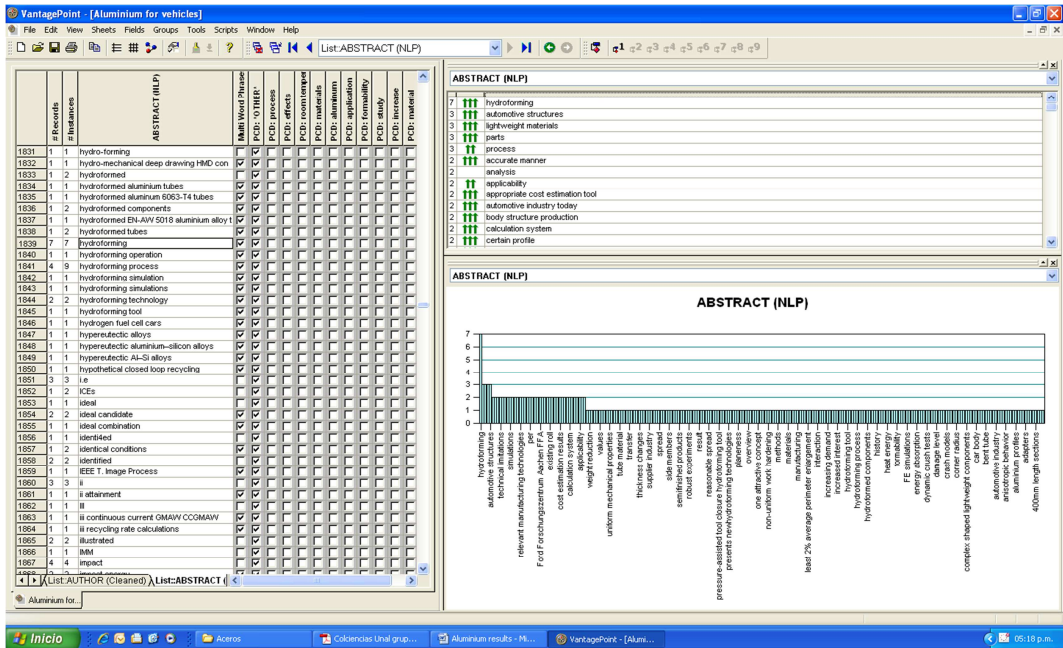 VantagePoint - [Aluminium for vehicles]
File Edit View Sheets Fields Groups Tools Scripts Window Help
List:ABSTRACT (NLP)
g1 g2 g3 g4 g5 g6 g7 g8 g9
# Records
# Instances
ABSTRACT (NLP)
Multi Word Phrase
PCD: 'OTHER'
PCD: process
PCD: effects
PCD: room temper
PCD: materials
PCD: aluminum
PCD: application
PCD: formability
PCD: study
PCD: increase
PCD: material
1831 1 1 hydro-forming
1832 1 1 hydro-mechanical deep drawing HMD con
1833 1 2 hydroformed
1834 1 1 hydroformed aluminium tubes
1835 1 1 hydroformed aluminum 6063-T4 tubes
1836 1 2 hydroformed components
1837 1 1 hydroformed EN-AW 5018 aluminium alloy t
1838 1 2 hydroformed tubes
1839 7 7 hydroforming
1840 1 1 hydroforming operation
1841 4 9 hydroforming process
1842 1 1 hydroforming simulation
1843 1 1 hydroforming simulations
1844 2 2 hydroforming technology
1845 1 1 hydroforming tool
1846 1 1 hydrogen fuel cell cars
1847 1 1 hypereutectic alloys
1848 1 1 hypereutectic aluminium–silicon alloys
1849 1 1 hypereutectic Al–Si alloys
1850 1 1 hypothetical closed loop recycling
1851 3 3 i.e
1852 1 2 ICEs
1853 1 1 ideal
1854 2 2 ideal candidate
1855 1 1 ideal combination
1856 1 1 identi4ed
1857 1 2 identical conditions
1858 2 2 identified
1859 1 1 IEEE T. Image Process
1860 3 3 ii
1861 1 1 ii attainment
1862 1 1 III
1863 1 1 iii continuous current GMAW CCGMAW
1864 1 1 iii recycling rate calculations
1865 2 2 illustrated
1866 1 1 IMM
1867 4 4 impact
List:AUTHOR (Cleaned) List::ABSTRACT (
Aluminium for...
ABSTRACT (NLP)
7 hydroforming
3 automotive structures
3 lightweight materials
3 parts
3 process
2 accurate manner
2 analysis
2 applicability
2 appropriate cost estimation tool
2 automotive industry today
2 body structure production
2 calculation system
2 certain profile
ABSTRACT (NLP)
ABSTRACT (NLP)
7
6
5
4
3
2
1
0
hydroforming
automotive structures
technical limitations
simulations
relevant manufacturing technologies
per
Ford Forschungszentrum Aachen FF.A
existing roll
cost estimation results
calculation system
applicability
weight reduction
values
uniform mechanical properties
tube material
transfer
thickness changes
supplier industry
spread
side members
semifinished products
robust experiments
result
reasonable spread
pressure-assisted tool closure hydroforming tool
presents newhydroforming technologies
planeness
overview
one attractive concept
non-uniform work hardening
methods
materials
manufacturing
least 2% average perimeter enlargement
interaction
increasing demand
increased interest
hydroforming tool
hydroforming process
hydroformed components
history
heat energy
formability
FE simulations
energy absorption
dynamic crash tests
damage level
crash models
corner radius
complex shaped lightweight components
car body
bent tube
automotive industry
anisotropic behavior
aluminium profiles
adapters
400mm length sections
Inicio
Aceros
Colciencias Unal grup...
Aluminium results - Mi...
VantagePoint - [Alumi...
05:18 p.m.